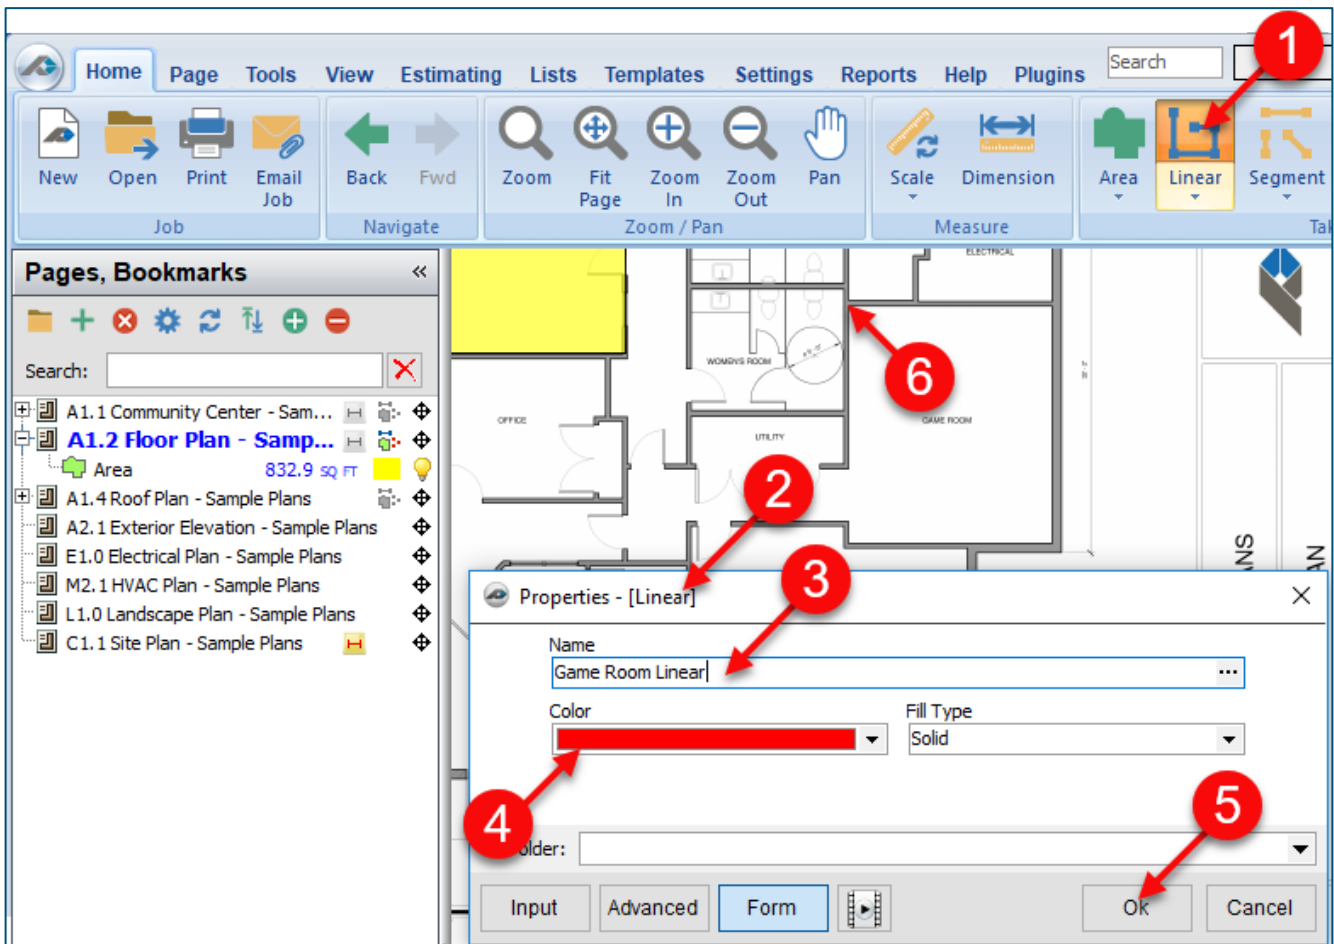 Home Page Tools View Estimating Lists Templates Settings Reports Help Plugins Search
1
New Open Print Email Job Back Fwd Zoom Fit Page Zoom In Zoom Out Pan Scale Dimension Area Linear Segment
Job Navigate Zoom / Pan Measure Tak
Pages, Bookmarks «
Search:
A1.1 Community Center - Sam...
A1.2 Floor Plan - Samp...
Area 832.9 SQ FT
A1.4 Roof Plan - Sample Plans
A2.1 Exterior Elevation - Sample Plans
E1.0 Electrical Plan - Sample Plans
M2.1 HVAC Plan - Sample Plans
L1.0 Landscape Plan - Sample Plans
C1.1 Site Plan - Sample Plans
ELECTRICAL
WOMEN'S ROOM
6
OFFICE
GAME ROOM
UTILITY
2
ANS
AN
3
Properties - [Linear]
Name
Game Room Linear ...
Color Fill Type
Solid
4
5
older:
Input Advanced Form Ok Cancel